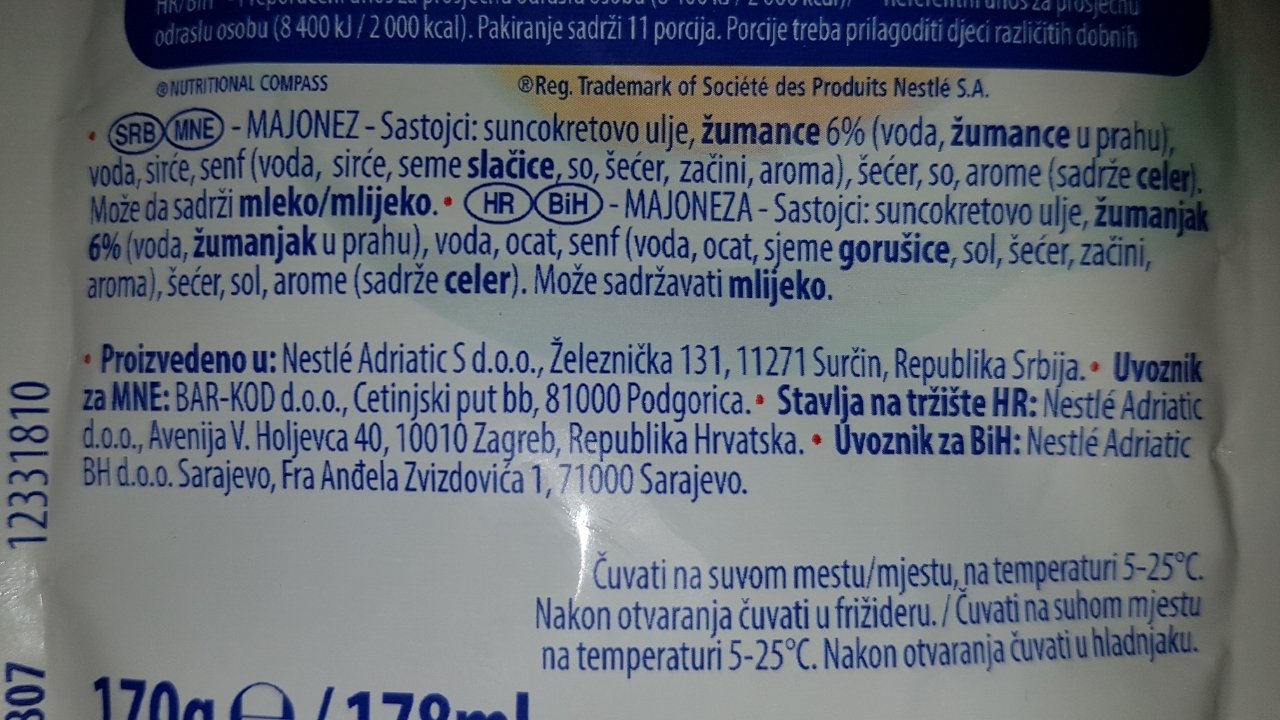 odraslu osobu (8 400 kJ / 2 000 kcal). Pakiranje sadrži 11 porcija. Porcije treba prilagoditi djeci različitih dobnih
® NUTRITIONAL COMPASS
®Reg. Trademark of Société des Produits Nestlé S.A.
• SRB MNE - MAJONEZ - Sastojci: suncokretovo ulje, žumance 6% (voda, žumance u prahu),
voda, sirće, senf (voda, sirće, seme slačice, so, šećer, začini, aroma), šećer, so, arome (sadrže celer).
Može da sadrži mleko/mlijeko. • HR BiH - MAJONEZA - Sastojci: suncokretovo ulje, žumanjak
6% (voda, žumanjak u prahu), voda, ocat, senf (voda, ocat, sjeme gorušice, sol, šećer, začini,
aroma), šećer, sol, arome (sadrže celer). Može sadržavati mlijeko.
• Proizvedeno u: Nestlé Adriatic S d.o.o., Železnička 131, 11271 Surčin, Republika Srbija. • Uvoznik
za MNE: BAR-KOD d.o.o., Cetinjski put bb, 81000 Podgorica. • Stavlja na tržište HR: Nestlé Adriatic
d.o.o., Avenija V. Holjevca 40, 10010 Zagreb, Republika Hrvatska. • Uvoznik za BiH: Nestlé Adriatic
BH d.o.o. Sarajevo, Fra Anđela Zvizdovića 1, 71000 Sarajevo.
Čuvati na suvom mestu/mjestu, na temperaturi 5-25°C.
Nakon otvaranja čuvati u frižideru. / Čuvati na suhom mjestu
na temperaturi 5-25°C. Nakon otvaranja čuvati u hladnjaku.
170g ℮ / 178ml
12331810
807